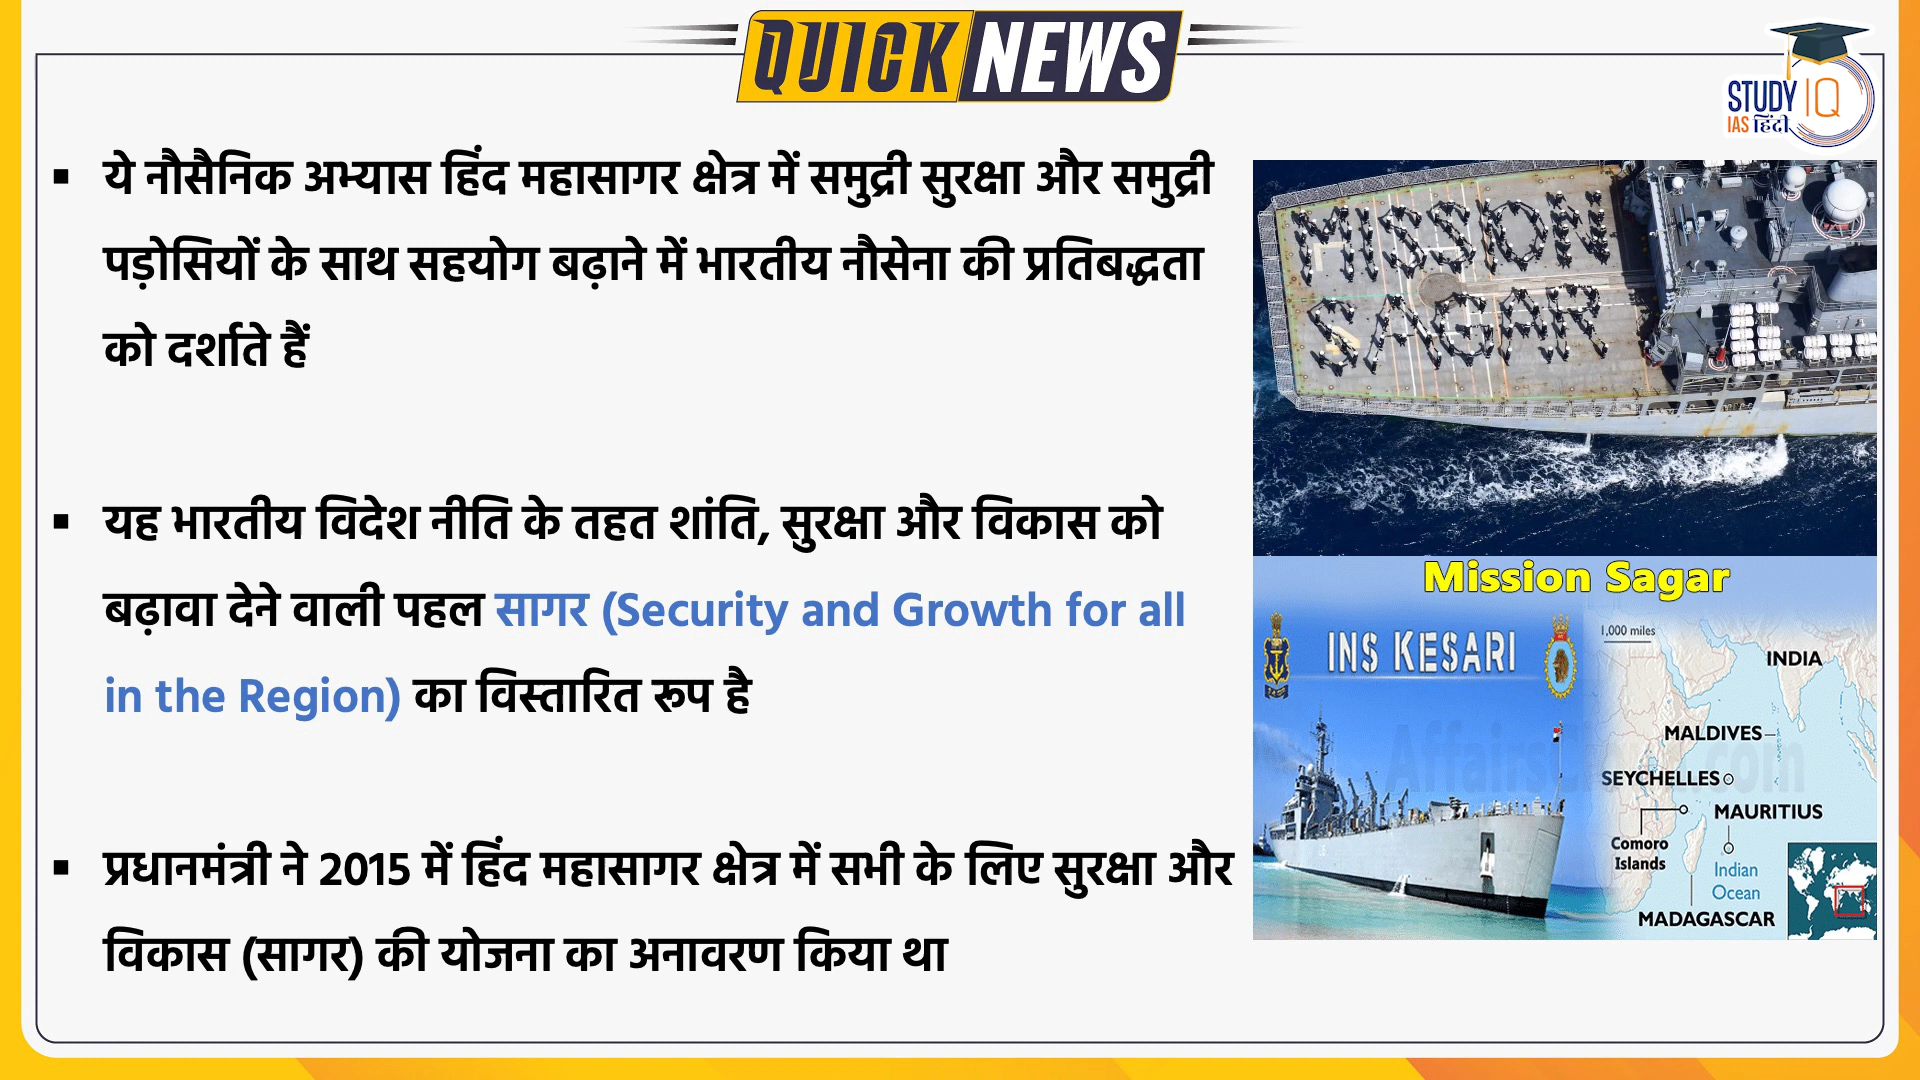 QUICK NEWS
STUDY IQ
IAS हिंदी
▪ ये नौसैनिक अभ्यास हिंद महासागर क्षेत्र में समुद्री सुरक्षा और समुद्री
पड़ोसियों के साथ सहयोग बढ़ाने में भारतीय नौसेना की प्रतिबद्धता
को दर्शाते हैं
▪ यह भारतीय विदेश नीति के तहत शांति, सुरक्षा और विकास को
बढ़ावा देने वाली पहल सागर (Security and Growth for all
in the Region) का विस्तारित रूप है
▪ प्रधानमंत्री ने 2015 में हिंद महासागर क्षेत्र में सभी के लिए सुरक्षा और
विकास (सागर) की योजना का अनावरण किया था
MISSION
SAGAR
Mission Sagar
INS KESARI
1,000 miles
INDIA
MALDIVES
SEYCHELLES
MAURITIUS
Comoro
Islands
Indian
Ocean
MADAGASCAR
AffairsCloud.com